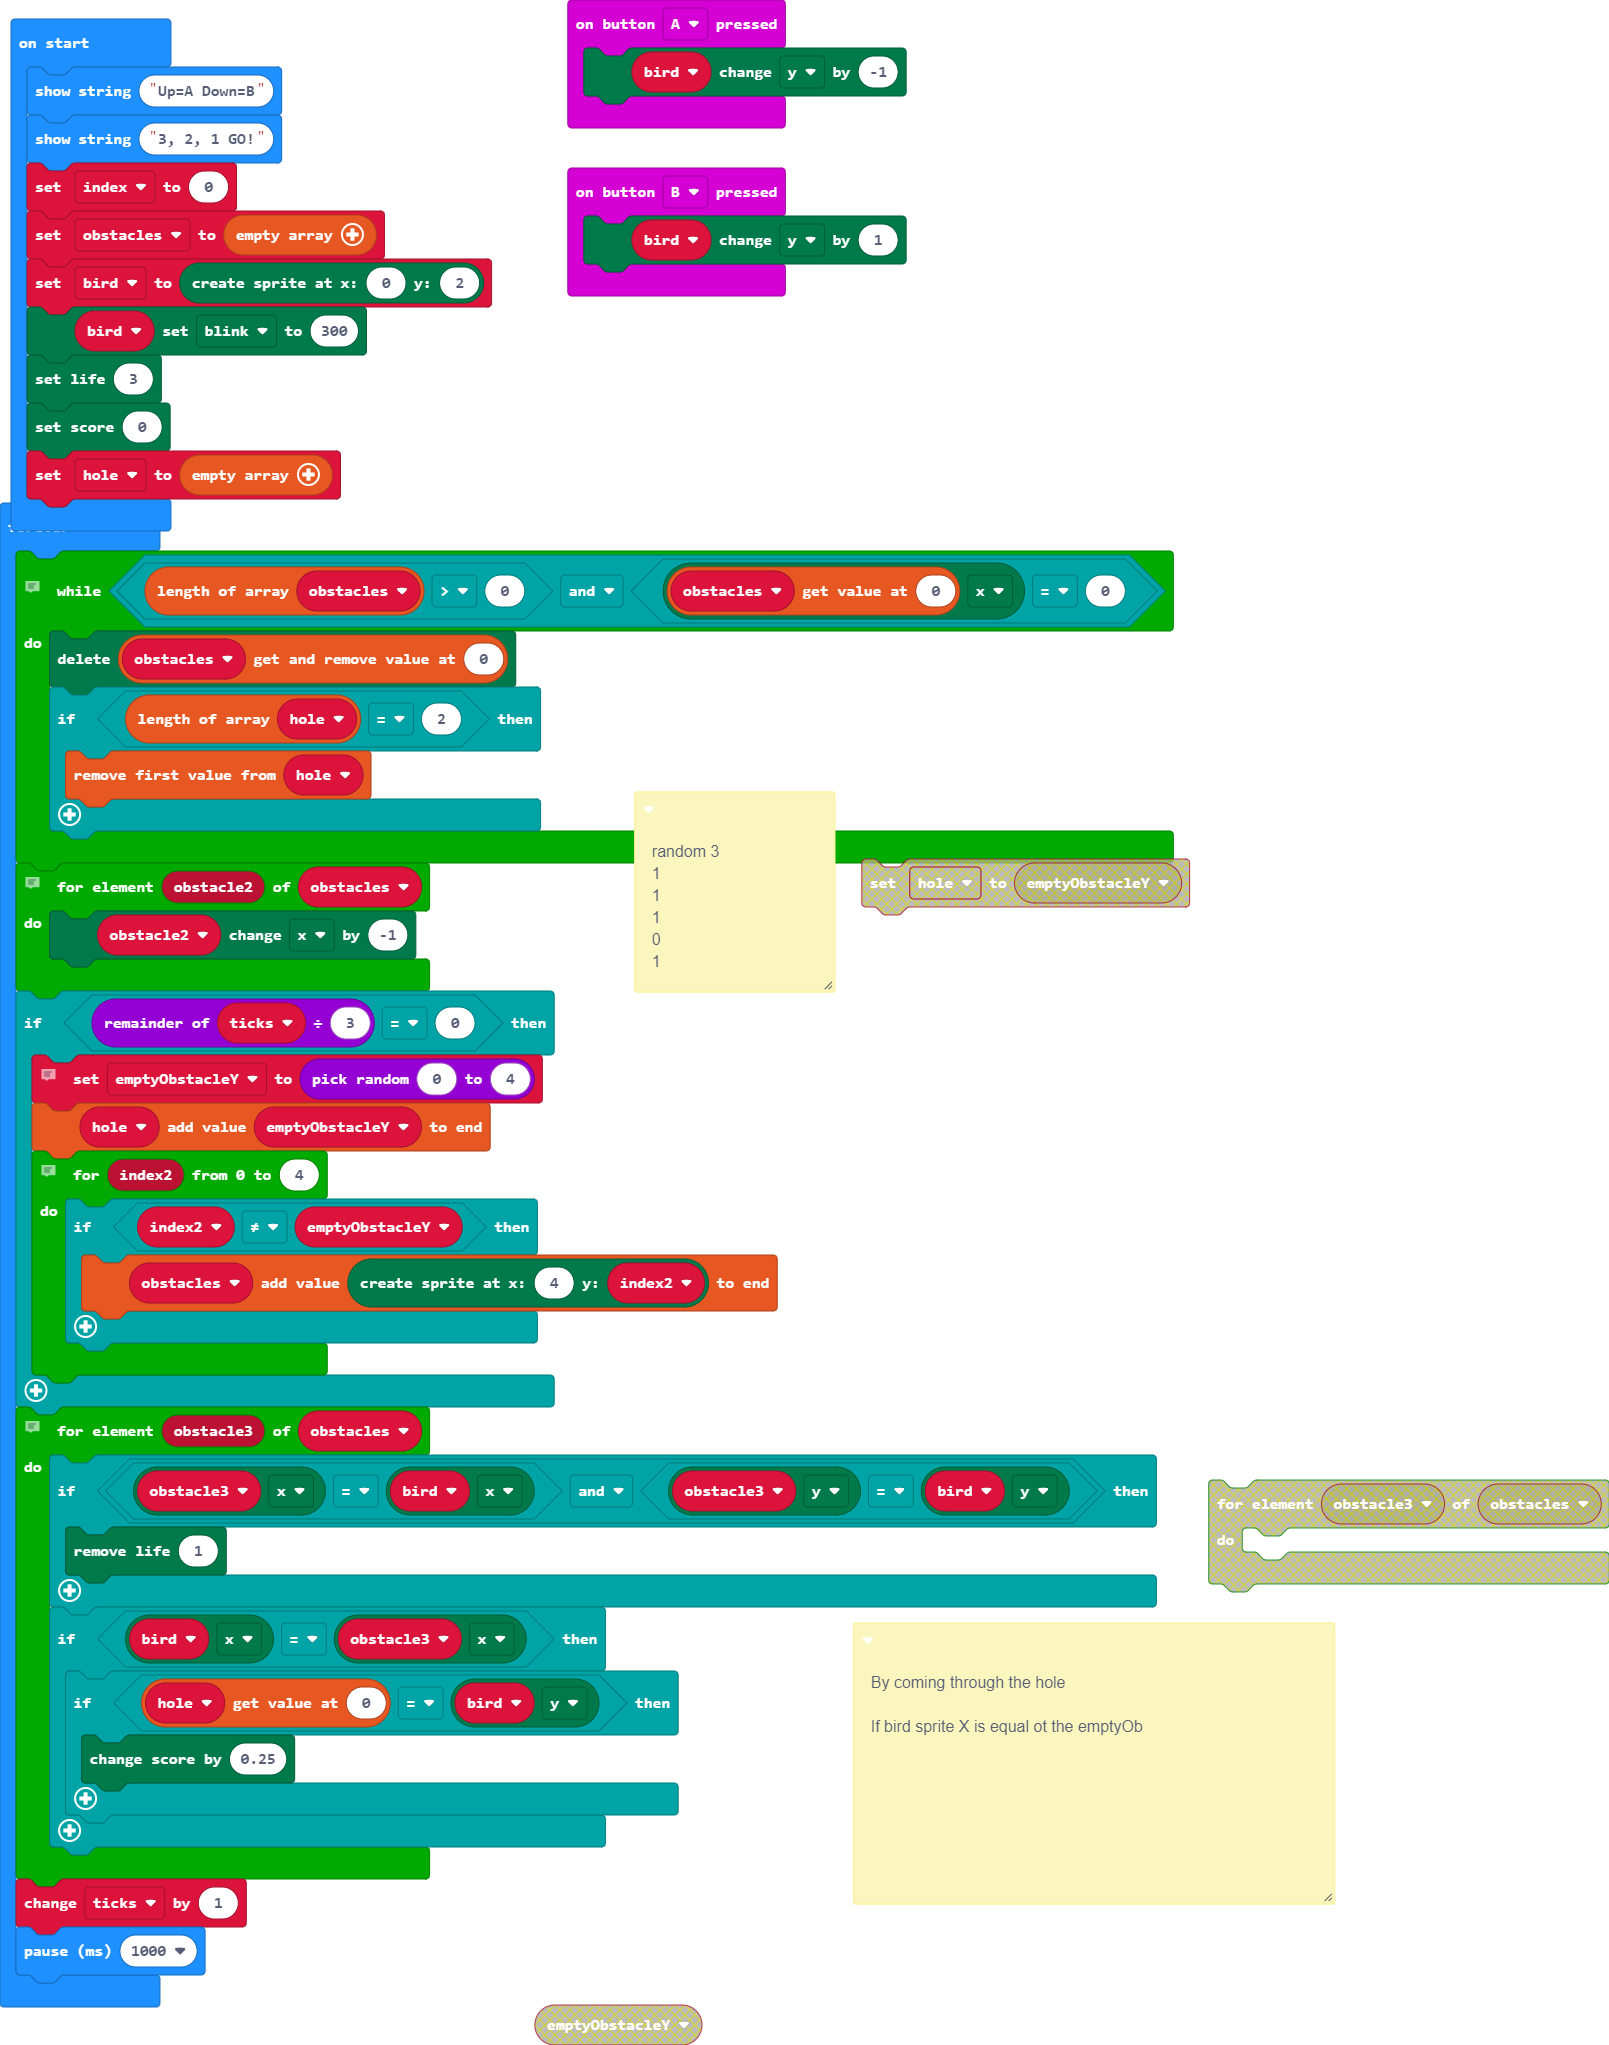 on start
show string "Up=A Down=B"
show string "3, 2, 1 GO!"
set index to 0
set obstacles to empty array
set bird to create sprite at x: 0 y: 2
bird set blink to 300
set life 3
set score 0
set hole to empty array
on button A pressed
bird change y by -1
on button B pressed
bird change y by 1
while length of array obstacles > 0 and obstacles get value at 0 x = 0
do
delete obstacles get and remove value at 0
if length of array hole = 2 then
remove first value from hole
for element obstacle2 of obstacles
do
obstacle2 change x by -1
random 3
1
1
1
0
1
set hole to emptyObstacleY
if remainder of ticks ÷ 3 = 0 then
set emptyObstacleY to pick random 0 to 4
hole add value emptyObstacleY to end
for index2 from 0 to 4
do
if index2 ≠ emptyObstacleY then
obstacles add value create sprite at x: 4 y: index2 to end
for element obstacle3 of obstacles
do
if obstacle3 x = bird x and obstacle3 y = bird y then
remove life 1
if bird x = obstacle3 x then
if hole get value at 0 = bird y then
change score by 0.25
for element obstacle3 of obstacles
do
By coming through the hole
If bird sprite X is equal ot the emptyOb
change ticks by 1
pause (ms) 1000
emptyObstacleY